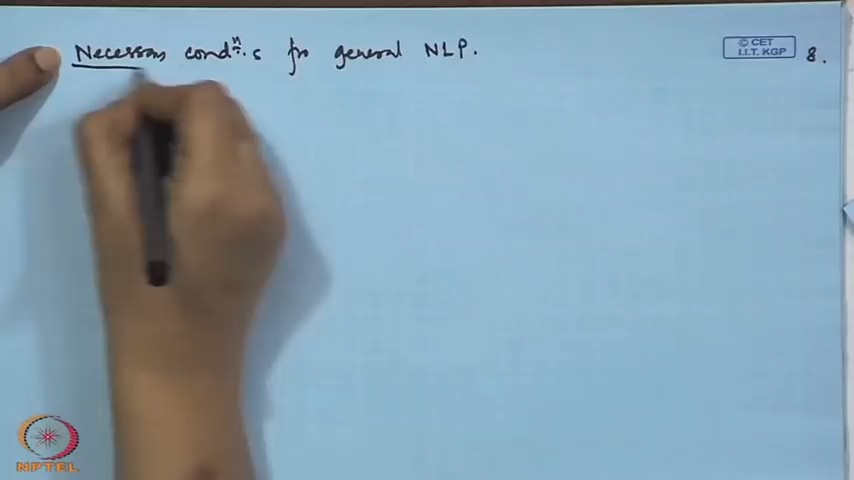 Necessary condⁿ.s for general NLP.
© CET
I.I.T. KGP
8.
NPTEL